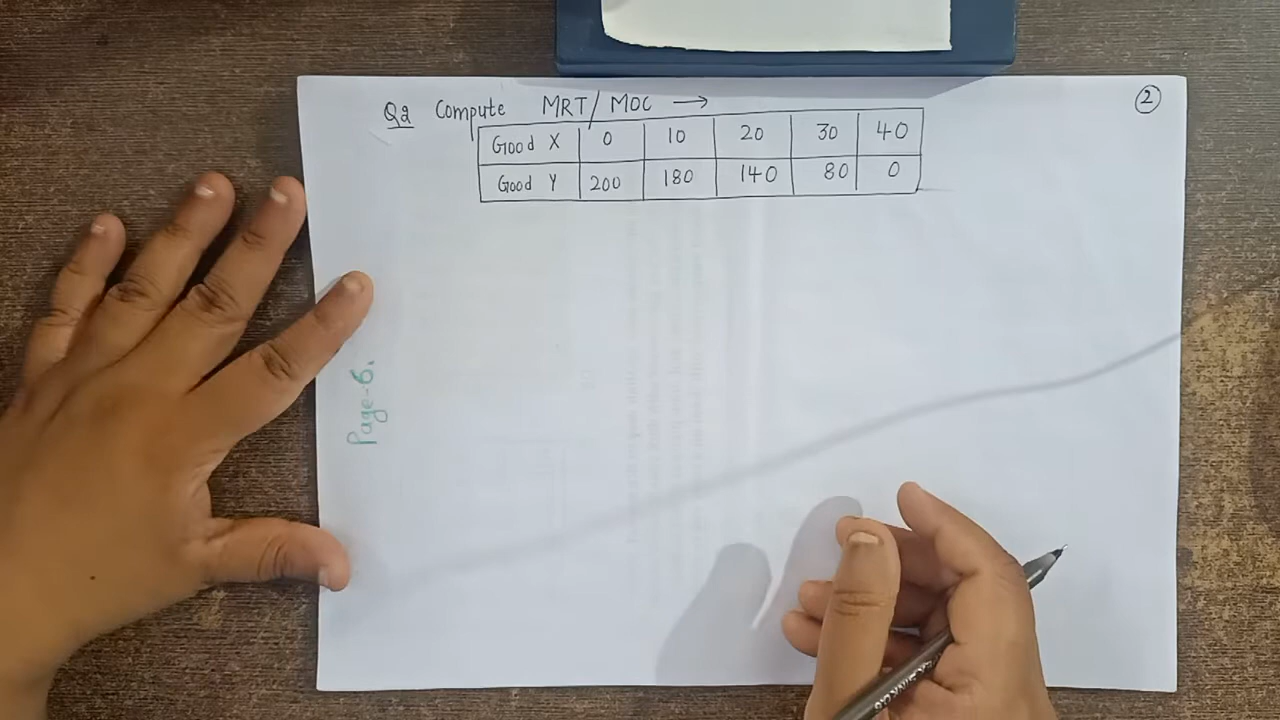 Q2 Compute MRT/MOC →
②
Good X 0 10 20 30 40
Good Y 200 180 140 80 0
Page-6.